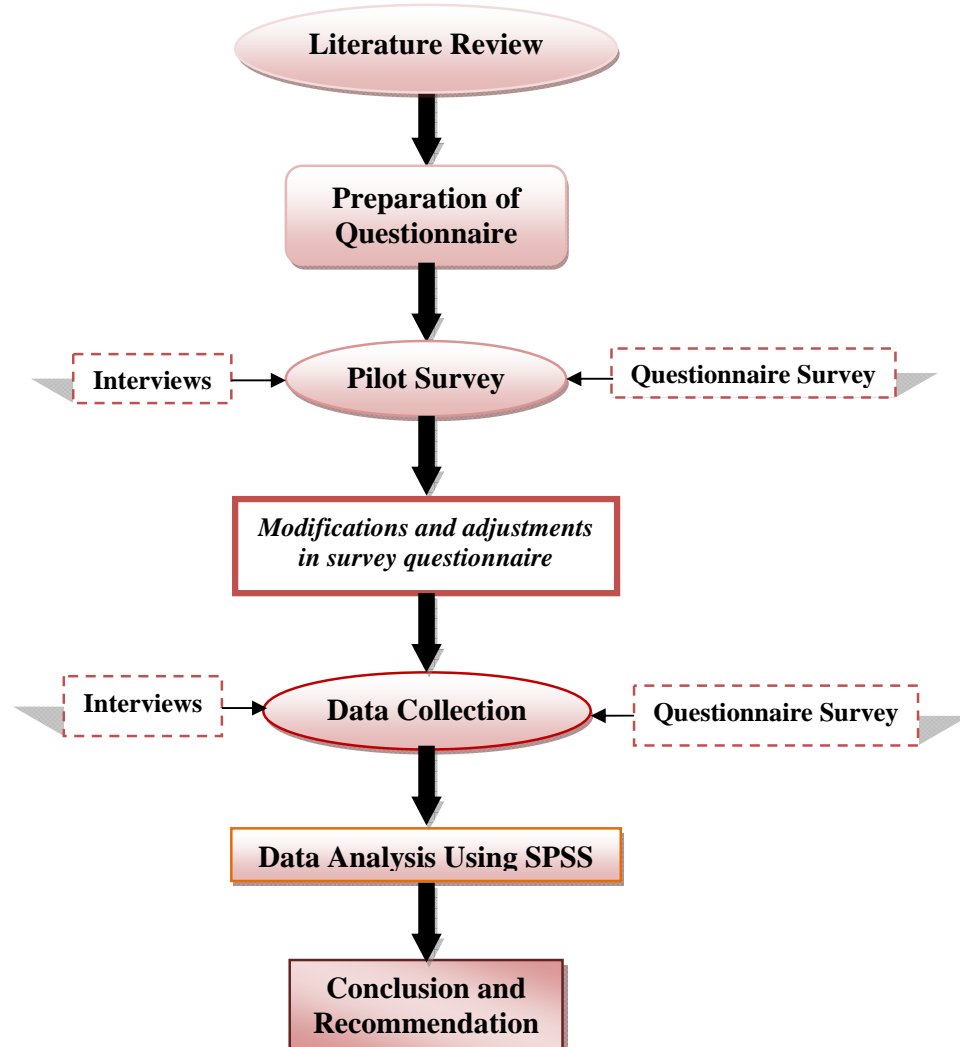 Literature Review
Preparation of
Questionnaire
Interviews
Pilot Survey
Questionnaire Survey
Modifications and adjustments
in survey questionnaire
Interviews
Data Collection
Questionnaire Survey
Data Analysis Using SPSS
Conclusion and
Recommendation